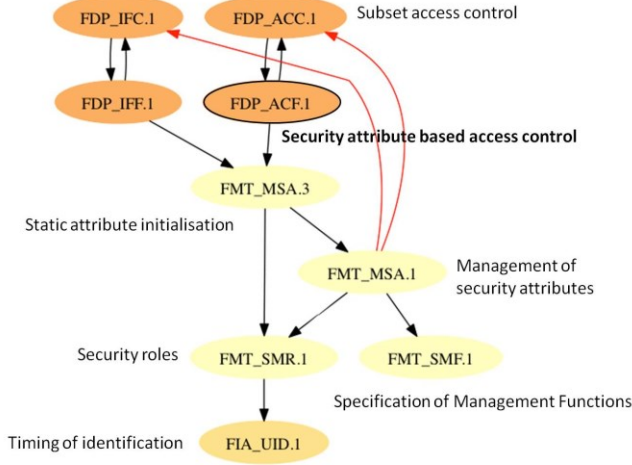 FDP_IFC.1
FDP_ACC.1
Subset access control
FDP_IFF.1
FDP_ACF.1
Security attribute based access control
FMT_MSA.3
Static attribute initialisation
FMT_MSA.1
Management of
security attributes
Security roles
FMT_SMR.1
FMT_SMF.1
Specification of Management Functions
Timing of identification
FIA_UID.1